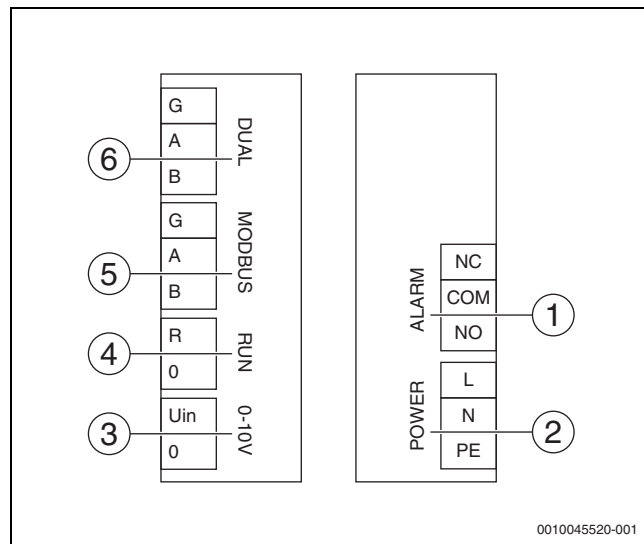 G
A
B
DUAL
6
G
A
B
MODBUS
5
R
0
RUN
4
Uin
0
0-10V
3
NC
COM
NO
ALARM
1
L
N
PE
POWER
2
0010045520-001